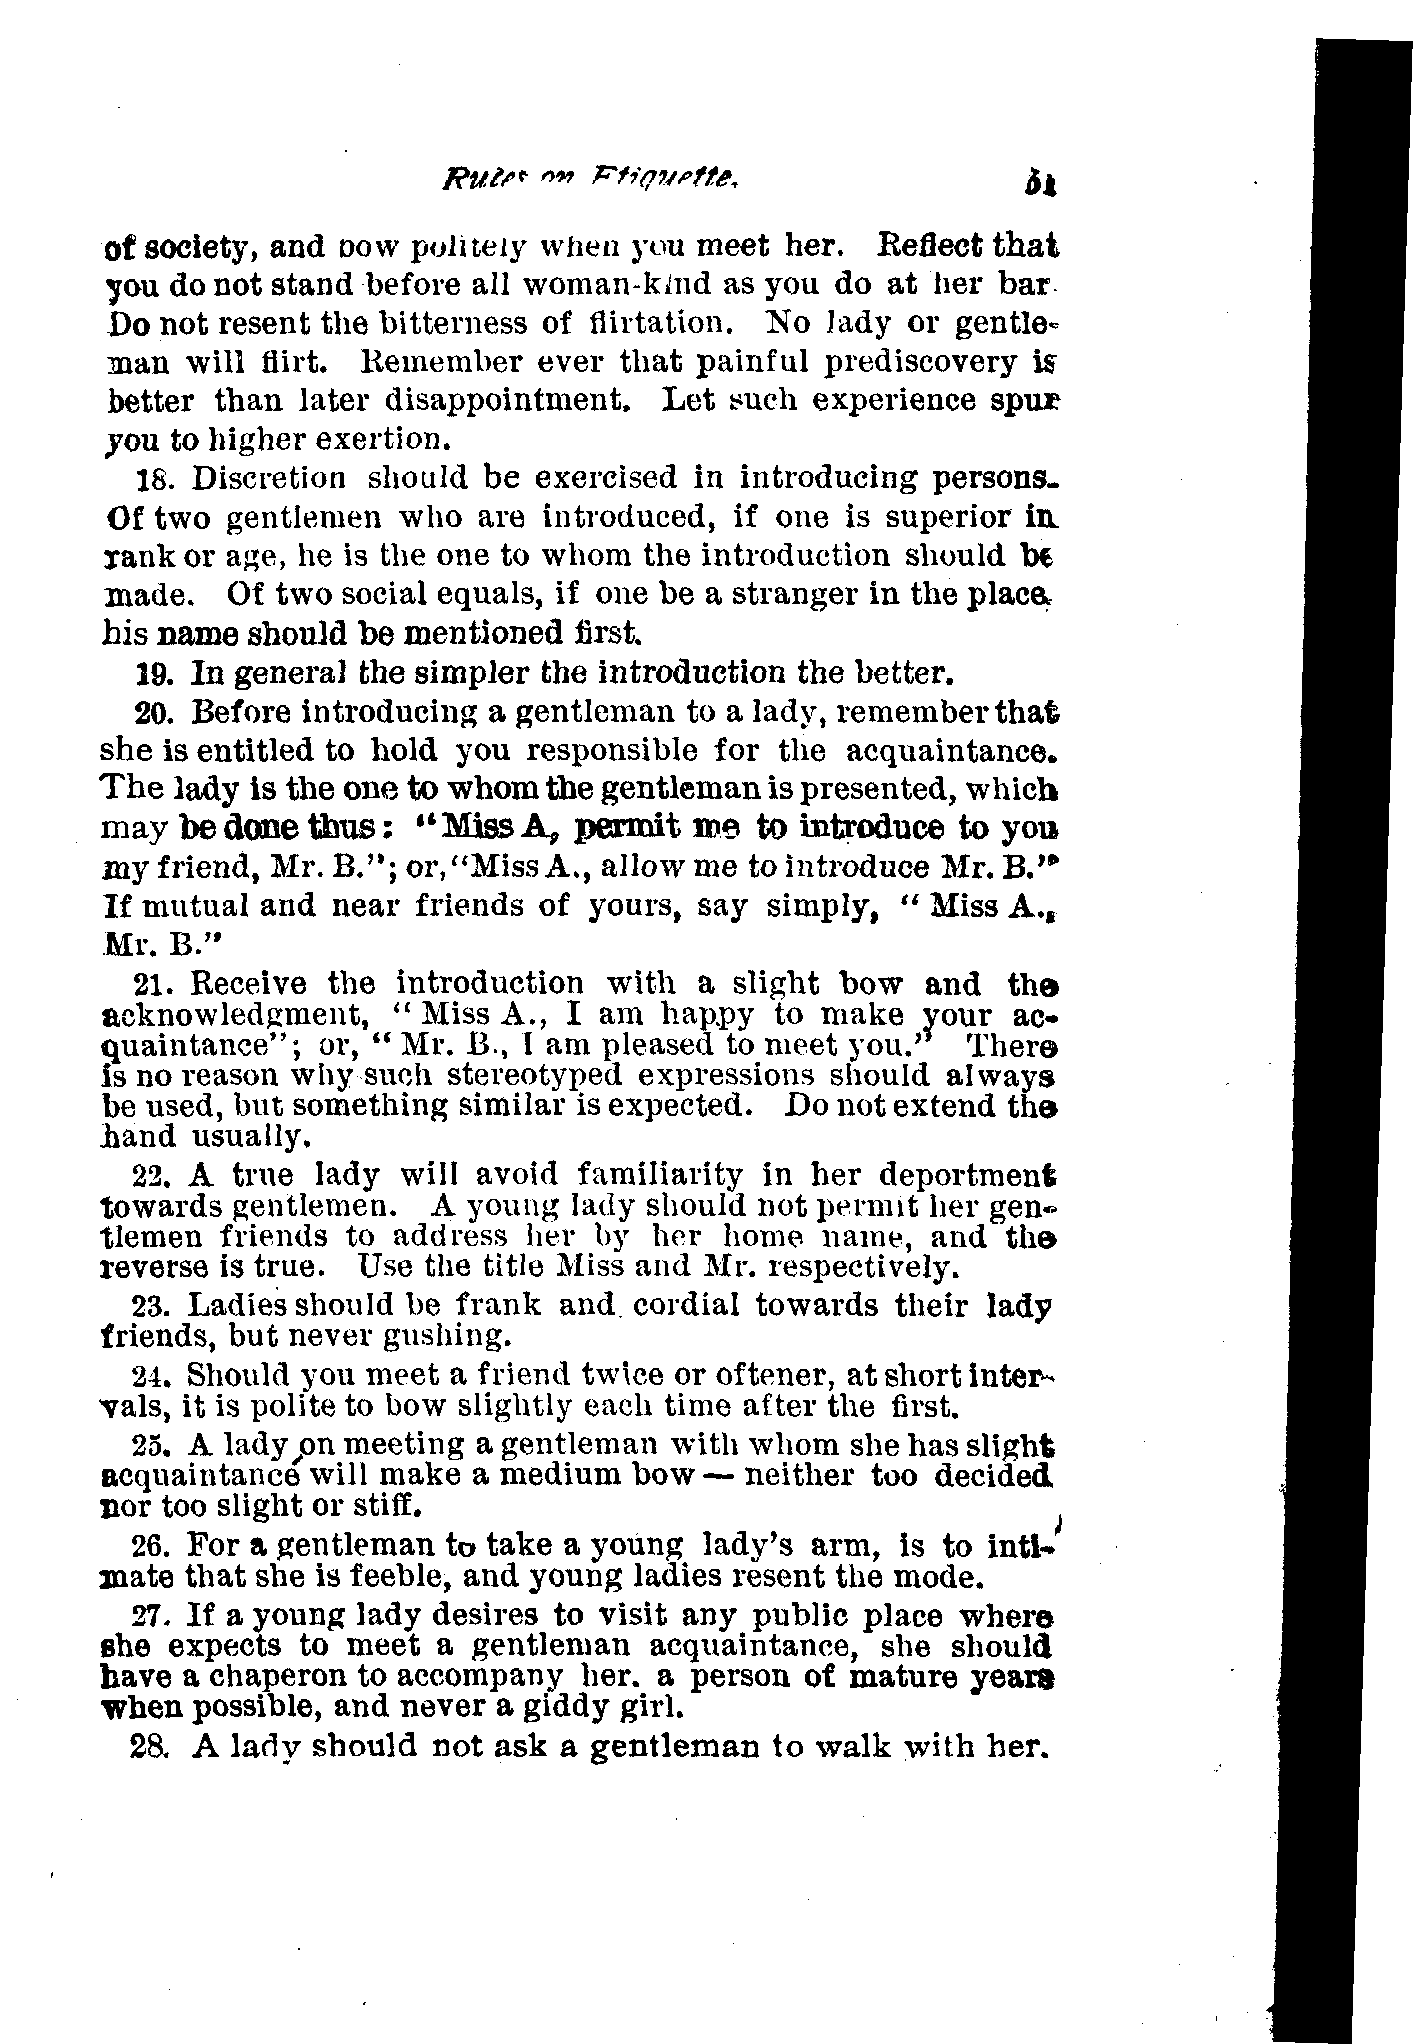 Rules on Etiquette. 51
of society, and bow politely when you meet her. Reflect that
you do not stand before all woman-kind as you do at her bar.
Do not resent the bitterness of flirtation. No lady or gentle-
man will flirt. Remember ever that painful prediscovery is
better than later disappointment. Let such experience spur
you to higher exertion.
18. Discretion should be exercised in introducing persons.
Of two gentlemen who are introduced, if one is superior in
rank or age, he is the one to whom the introduction should be
made. Of two social equals, if one be a stranger in the place,
his name should be mentioned first.
19. In general the simpler the introduction the better.
20. Before introducing a gentleman to a lady, remember that
she is entitled to hold you responsible for the acquaintance.
The lady is the one to whom the gentleman is presented, which
may be done thus: "Miss A, permit me to introduce to you
my friend, Mr. B."; or, "Miss A., allow me to introduce Mr. B."
If mutual and near friends of yours, say simply, "Miss A.,
Mr. B."
21. Receive the introduction with a slight bow and the
acknowledgment, "Miss A., I am happy to make your ac-
quaintance"; or, "Mr. B., I am pleased to meet you." There
is no reason why such stereotyped expressions should always
be used, but something similar is expected. Do not extend the
hand usually.
22. A true lady will avoid familiarity in her deportment
towards gentlemen. A young lady should not permit her gen-
tlemen friends to address her by her home name, and the
reverse is true. Use the title Miss and Mr. respectively.
23. Ladies should be frank and cordial towards their lady
friends, but never gushing.
24. Should you meet a friend twice or oftener, at short inter-
vals, it is polite to bow slightly each time after the first.
25. A lady on meeting a gentleman with whom she has slight
acquaintance will make a medium bow — neither too decided
nor too slight or stiff.
26. For a gentleman to take a young lady's arm, is to inti-
mate that she is feeble, and young ladies resent the mode.
27. If a young lady desires to visit any public place where
she expects to meet a gentleman acquaintance, she should
have a chaperon to accompany her. a person of mature years
when possible, and never a giddy girl.
28. A lady should not ask a gentleman to walk with her.